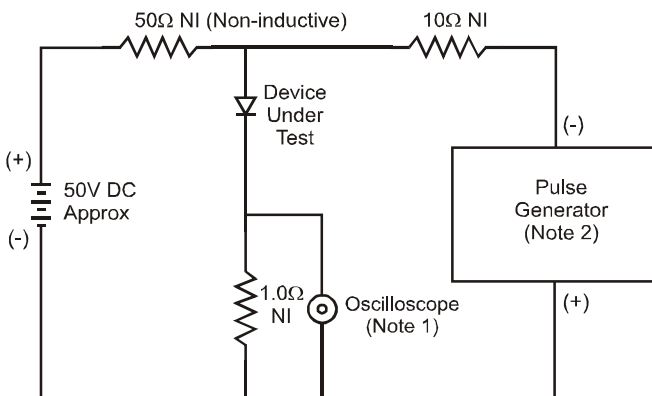 50Ω NI (Non-inductive)
10Ω NI
Device
Under
Test
(+)
50V DC
Approx
(-)
1.0Ω
NI
Oscilloscope
(Note 1)
(-)
Pulse
Generator
(Note 2)
(+)